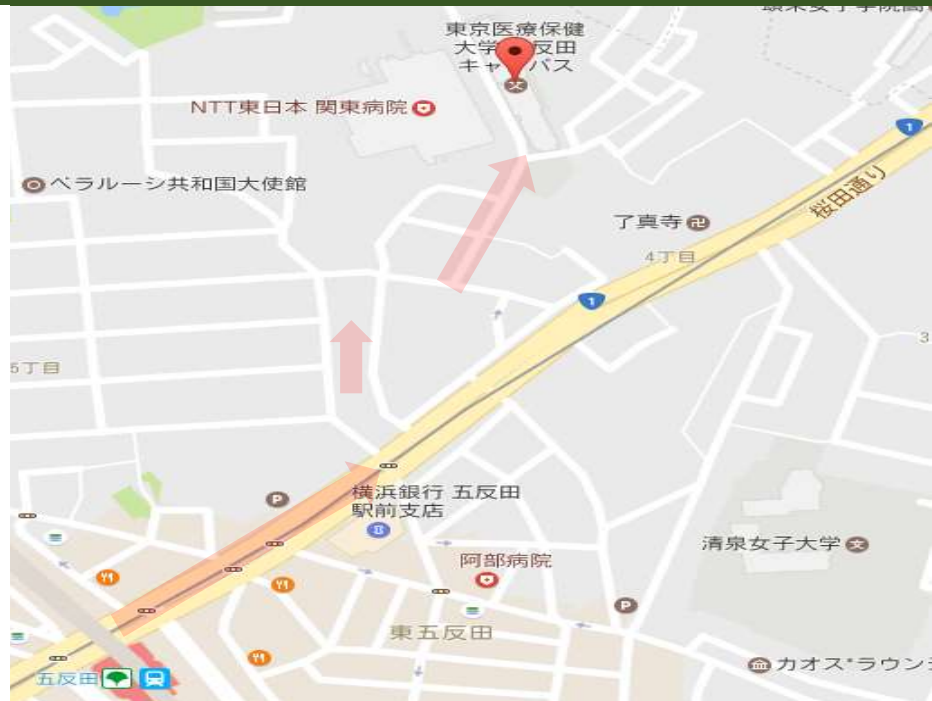 東京医療保健
大学 反田
キャ パス
NTT東日本 関東病院
ベラルーシ共和国大使館
1
桜田通り
了真寺
4丁目
1
3
5丁目
P
横浜銀行 五反田
駅前支店
清泉女子大学
阿部病院
P
東五反田
カオス*ラウン
五反田